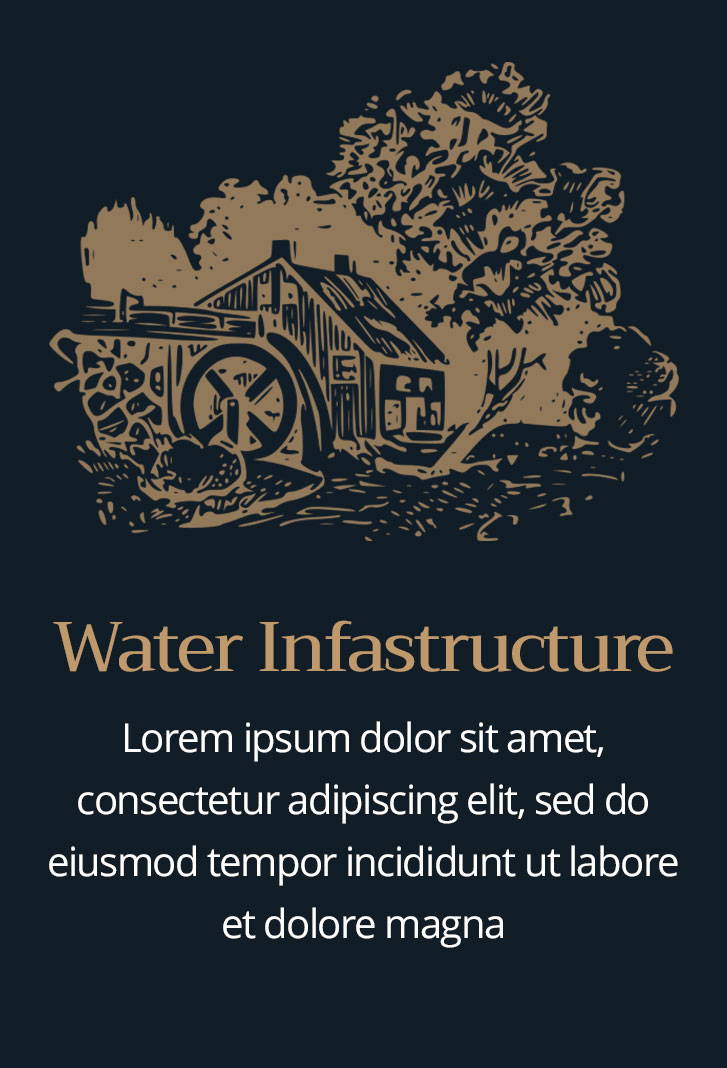 Water Infastructure
Lorem ipsum dolor sit amet,
consectetur adipiscing elit, sed do
eiusmod tempor incididunt ut labore
et dolore magna